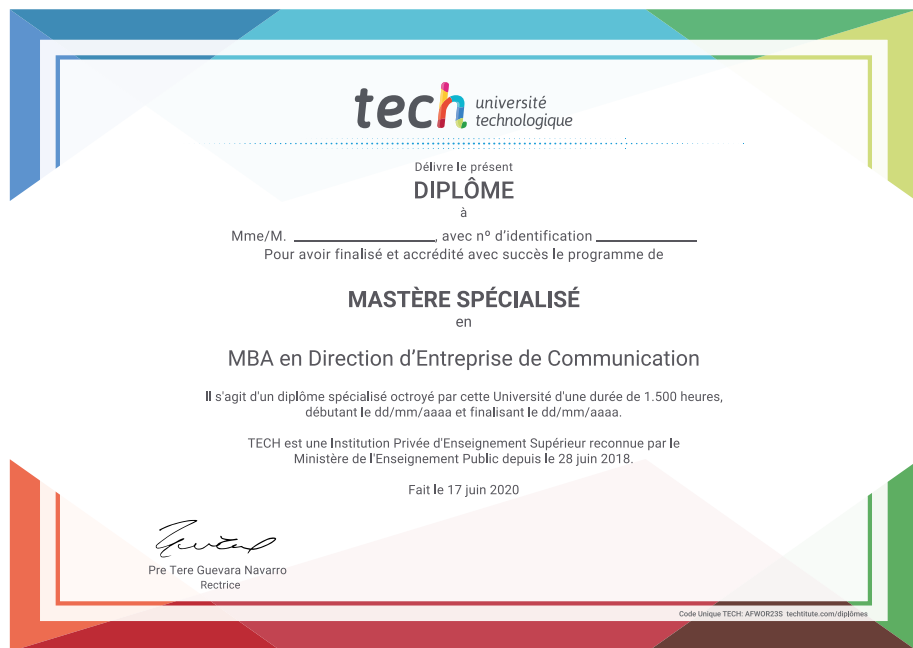 tech université
technologique
Délivre le présent
DIPLÔME
à
Mme/M. ____________, avec nº d'identification ____________
Pour avoir finalisé et accrédité avec succès le programme de
MASTÈRE SPÉCIALISÉ
en
MBA en Direction d'Entreprise de Communication
Il s'agit d'un diplôme spécialisé octroyé par cette Université d'une durée de 1.500 heures,
débutant le dd/mm/aaaa et finalisant le dd/mm/aaaa.
TECH est une Institution Privée d'Enseignement Supérieur reconnue par le
Ministère de l'Enseignement Public depuis le 28 juin 2018.
Fait le 17 juin 2020
Pre Tere Guevara Navarro
Rectrice
Code Unique TECH: AFWOR23S techtitute.com/diplômes